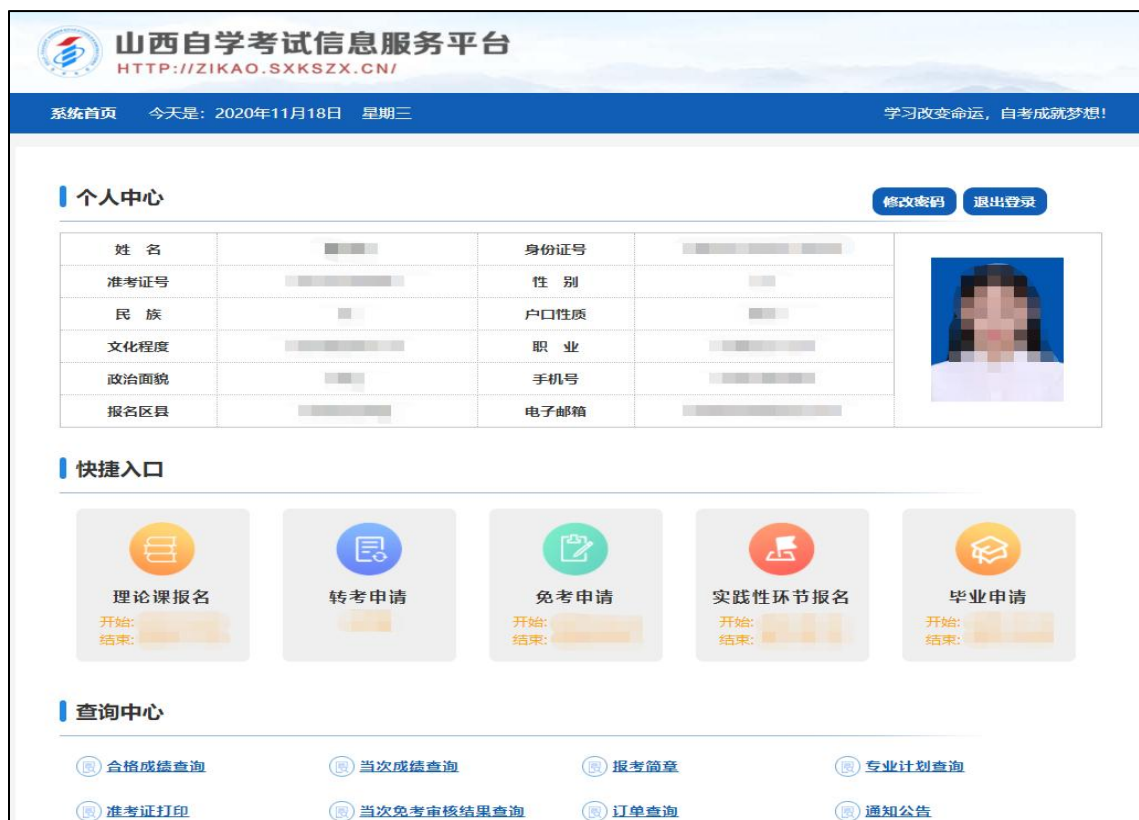 山西自学考试信息服务平台
HTTP://ZIKAO.SXKSZX.CN/
系统首页 今天是：2020年11月18日 星期三 学习改变命运，自考成就梦想！
个人中心 修改密码 退出登录
姓 名 身份证号
准考证号 性 别
民 族 户口性质
文化程度 职 业
政治面貌 手机号
报名区县 电子邮箱
快捷入口
理论课报名 转考申请 免考申请 实践性环节报名 毕业申请
开始: 开始: 开始: 开始:
结束: 结束: 结束: 结束:
查询中心
合格成绩查询 当次成绩查询 报考简章 专业计划查询
准考证打印 当次免考审核结果查询 订单查询 通知公告